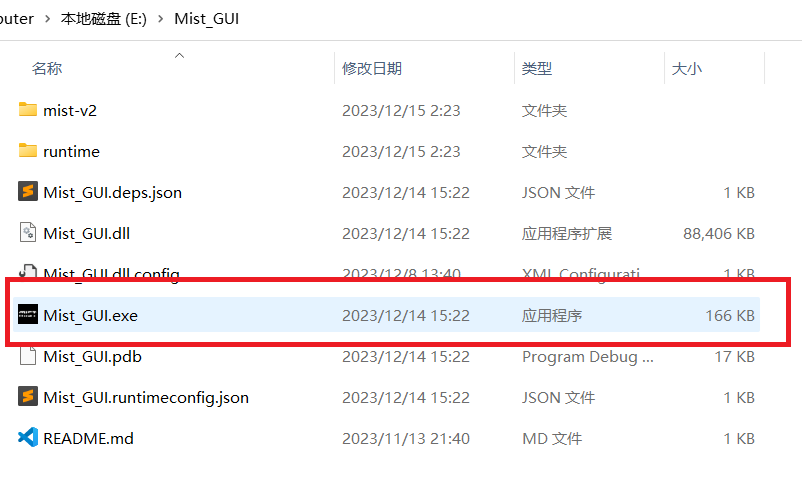 outer > 本地磁盘 (E:) > Mist_GUI
名称 修改日期 类型 大小
mist-v2 2023/12/15 2:23 文件夹
runtime 2023/12/15 2:23 文件夹
Mist_GUI.deps.json 2023/12/14 15:22 JSON 文件 1 KB
Mist_GUI.dll 2023/12/14 15:22 应用程序扩展 88,406 KB
Mist_GUI.dll.config 2023/12/8 13:40 XML Configurati... 1 KB
Mist_GUI.exe 2023/12/14 15:22 应用程序 166 KB
Mist_GUI.pdb 2023/12/14 15:22 Program Debug ... 17 KB
Mist_GUI.runtimeconfig.json 2023/12/14 15:22 JSON 文件 1 KB
README.md 2023/11/13 21:40 MD 文件 1 KB